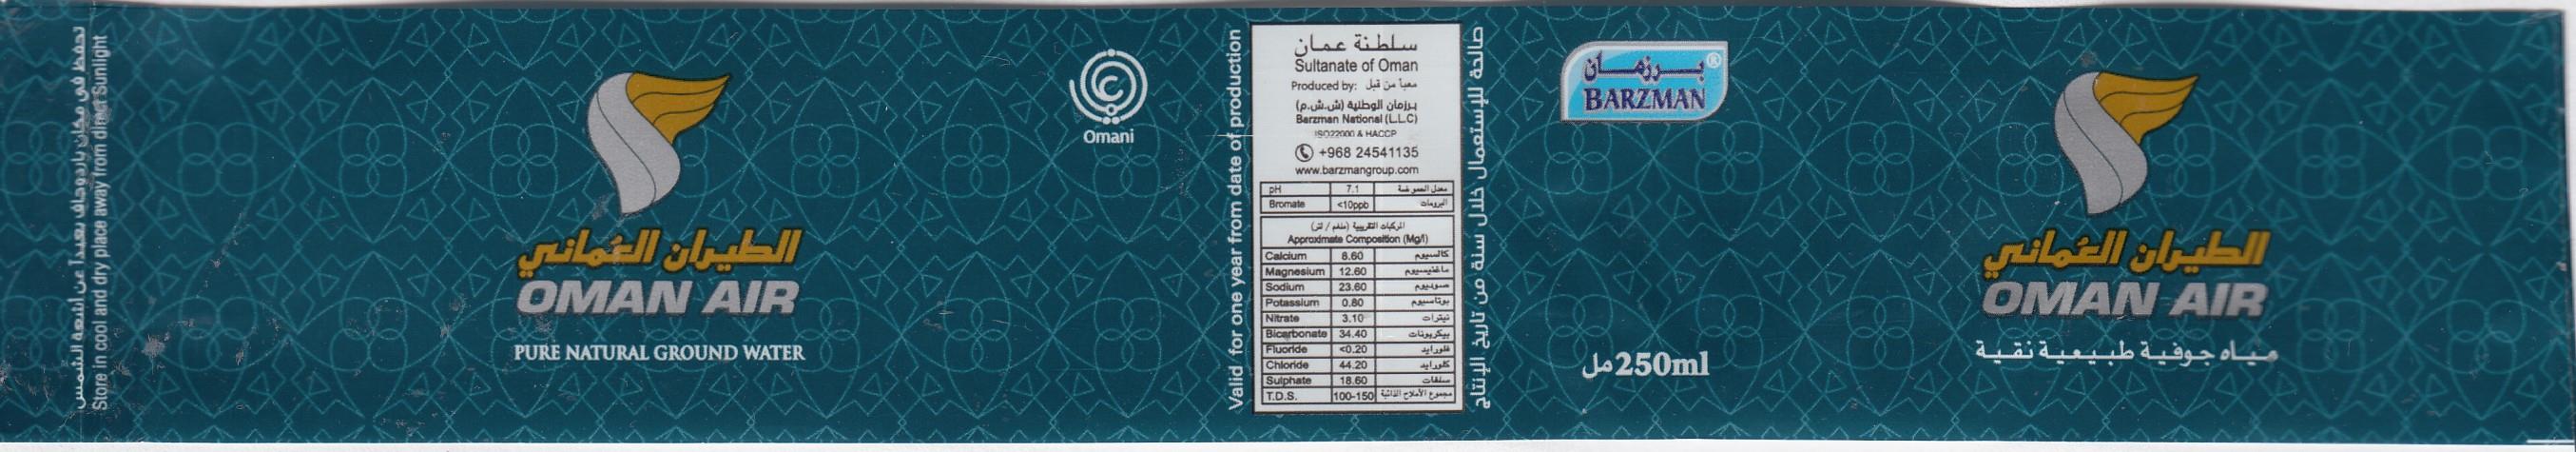 تحفظ في مكان بارد وجاف بعيداً عن أشعة الشمس
Store in cool and dry place away from direct Sunlight
الطيران العُماني
OMAN AIR
PURE NATURAL GROUND WATER
Omani
Valid for one year from date of production
سلطنة عمان
Sultanate of Oman
Produced by: معبأ من قبل
برزمان الوطنية (ش.ش.م)
Barzman National (L.L.C)
ISO22000 & HACCP
+968 24541135
www.barzmangroup.com
pH 7.1 معدل الحموضة
Bromate <10ppb البرومات
المركبات التقريبية (ملغم / لتر)
Approximate Composition (Mg/l)
Calcium 8.60 كالسيوم
Magnesium 12.60 ماغنيسيوم
Sodium 23.60 صوديوم
Potassium 0.80 بوتاسيوم
Nitrate 3.10 نيترات
Bicarbonate 34.40 بيكربونات
Fluoride <0.20 فلورايد
Chloride 44.20 كلورايد
Sulphate 18.60 سلفات
T.D.S. 100-150 مجموع الأملاح الذائبة
صالحة للإستعمال خلال سنة من تاريخ الإنتاج
برزمان ®
BARZMAN
250ml مل
الطيران العُماني
OMAN AIR
مياه جوفية طبيعية نقية